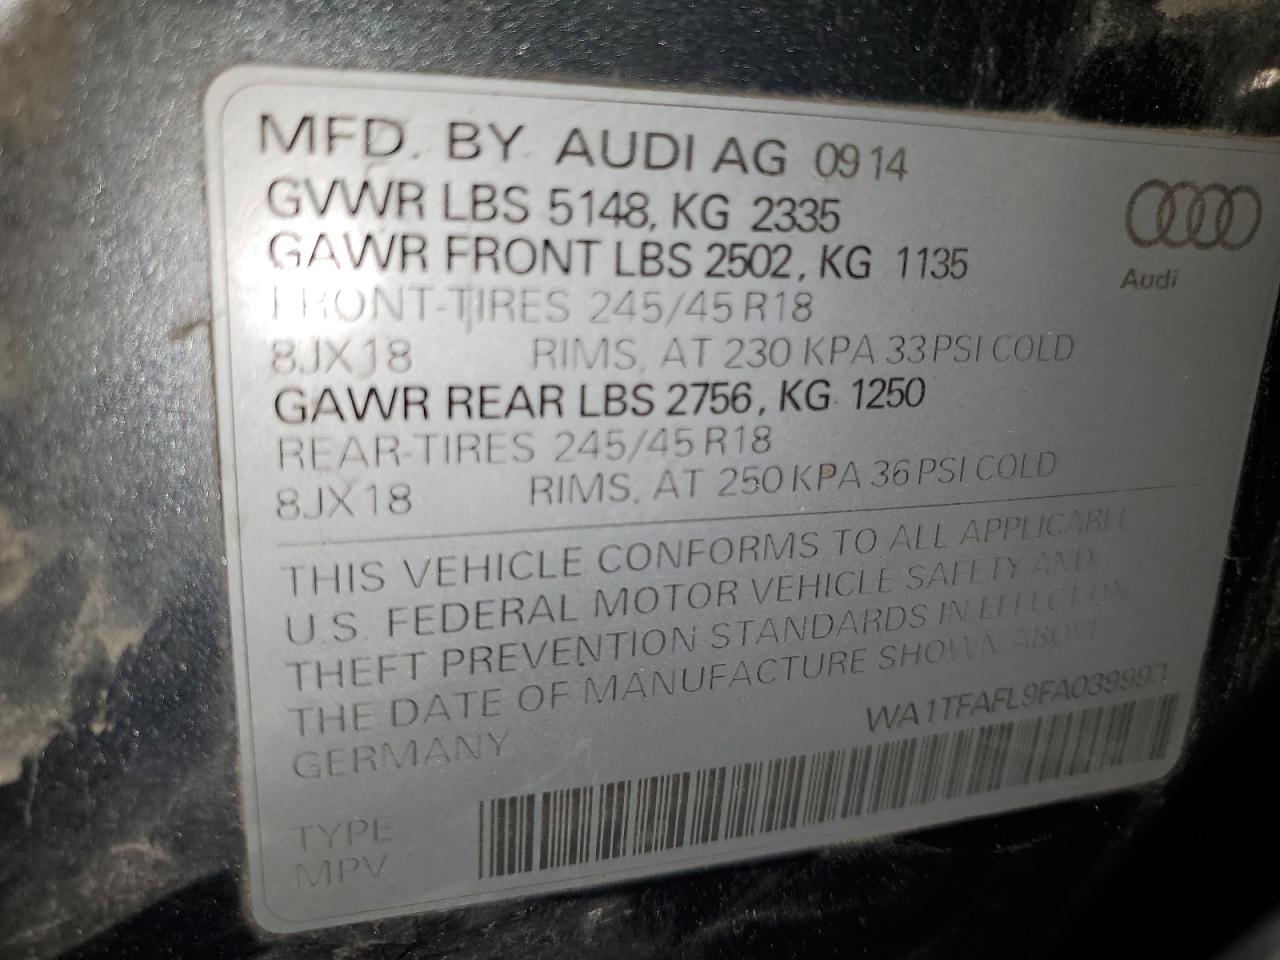 MFD. BY AUDI AG 0914
GVWR LBS 5148, KG 2335
GAWR FRONT LBS 2502, KG 1135
FRONT-TIRES 245/45 R18
8JX18 RIMS, AT 230 KPA 33 PSI COLD
GAWR REAR LBS 2756, KG 1250
REAR-TIRES 245/45 R18
8JX18 RIMS, AT 250 KPA 36 PSI COLD
Audi
THIS VEHICLE CONFORMS TO ALL APPLICABLE
U.S. FEDERAL MOTOR VEHICLE SAFETY AND
THEFT PREVENTION STANDARDS IN EFFECT ON
THE DATE OF MANUFACTURE SHOWN ABOVE
GERMANY
WA1TFAFL9FA039993
TYPE
MPV